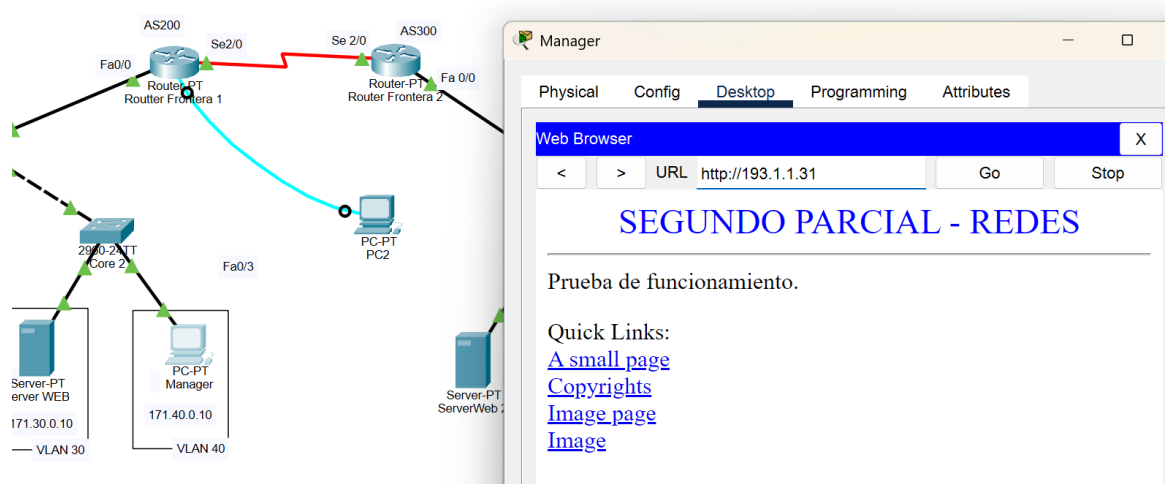 AS200
Se2/0
Fa0/0
Router-PT
Routter Frontera 1
Se 2/0
AS300
Router-PT
Fa 0/0
Router Frontera 2
PC-PT
PC2
2960-24TT
Core 2
Fa0/3
Server-PT
erver WEB
171.30.0.10
VLAN 30
PC-PT
Manager
171.40.0.10
VLAN 40
Server-PT
ServerWeb 2
Manager
Physical Config Desktop Programming Attributes
Web Browser X
< > URL http://193.1.1.31 Go Stop
SEGUNDO PARCIAL - REDES
Prueba de funcionamiento.
Quick Links:
A small page
Copyrights
Image page
Image